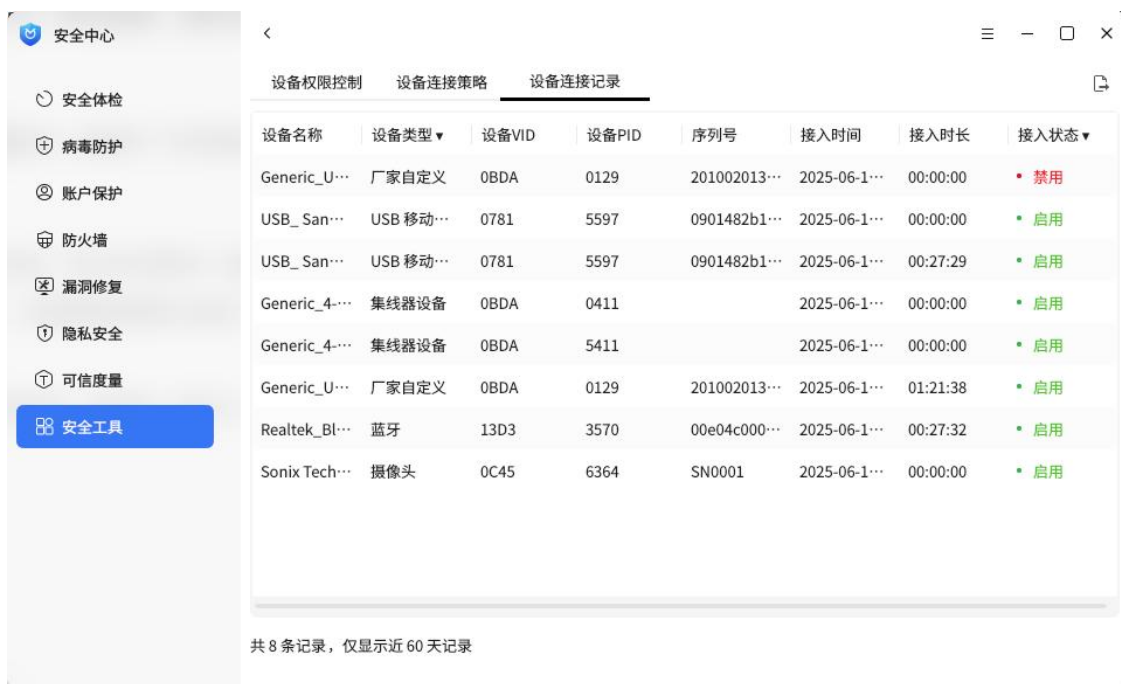 安全中心
安全体检
病毒防护
账户保护
防火墙
漏洞修复
隐私安全
可信度量
安全工具
设备权限控制 设备连接策略 设备连接记录
设备名称 设备类型▼ 设备VID 设备PID 序列号 接入时间 接入时长 接入状态▼
Generic_U… 厂家自定义 0BDA 0129 201002013… 2025-06-1… 00:00:00 • 禁用
USB_ San… USB 移动… 0781 5597 0901482b1… 2025-06-1… 00:00:00 • 启用
USB_ San… USB 移动… 0781 5597 0901482b1… 2025-06-1… 00:27:29 • 启用
Generic_4-… 集线器设备 0BDA 0411 2025-06-1… 00:00:00 • 启用
Generic_4-… 集线器设备 0BDA 5411 2025-06-1… 00:00:00 • 启用
Generic_U… 厂家自定义 0BDA 0129 201002013… 2025-06-1… 01:21:38 • 启用
Realtek_Bl… 蓝牙 13D3 3570 00e04c000… 2025-06-1… 00:27:32 • 启用
Sonix Tech… 摄像头 0C45 6364 SN0001 2025-06-1… 00:00:00 • 启用
共 8 条记录，仅显示近 60 天记录